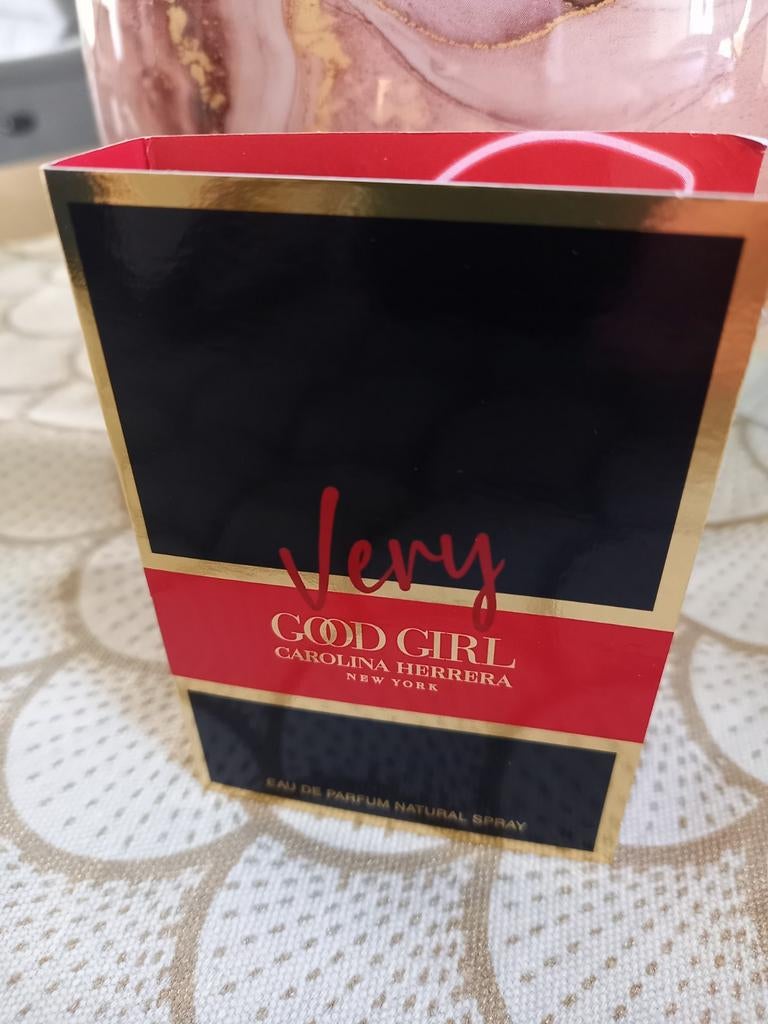 Very
GOOD GIRL
CAROLINA HERRERA
NEW YORK
EAU DE PARFUM NATURAL SPRAY